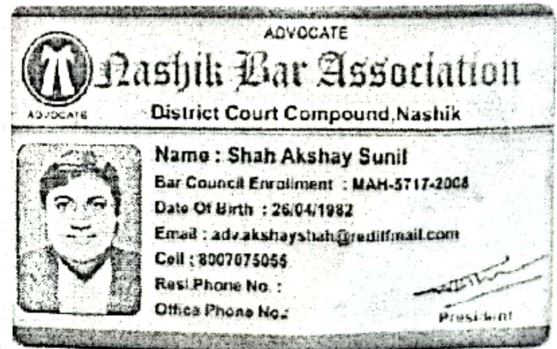 ADVOCATE
Nashik Bar Association
ADVOCATE
District Court Compound,Nashik
Name : Shah Akshay Sunil
Bar Council Enrollment : MAH-5717-2008
Date Of Birth : 26/04/1982
Email : adv.akshayshah@rediffmail.com
Cell : 8007075055
Resi.Phone No. :
Office Phone No.:
President